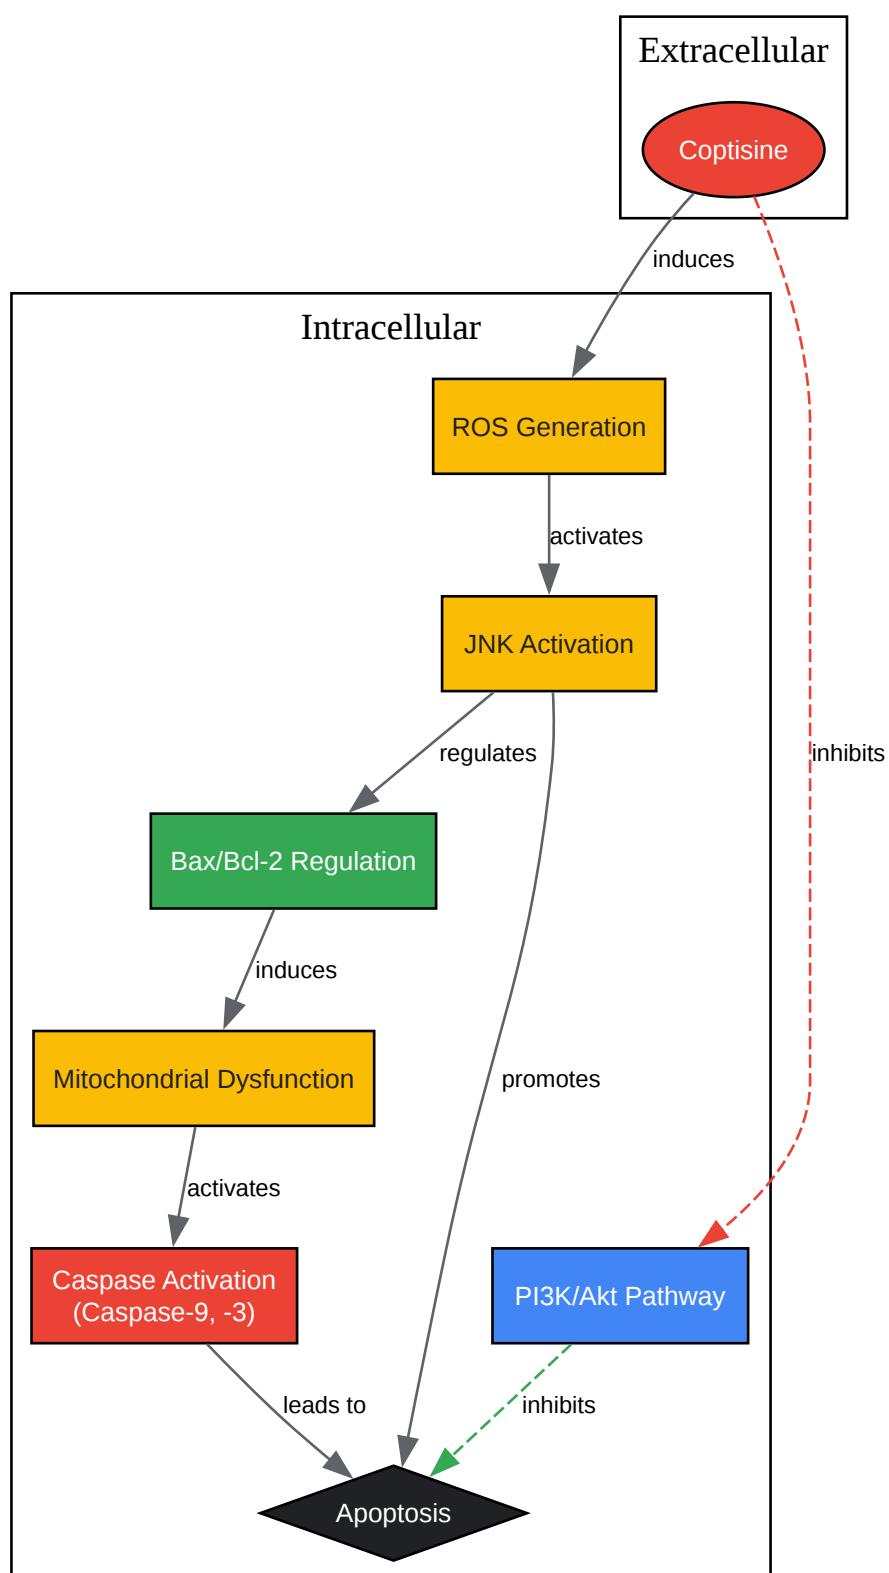 Extracellular
Coptisine
induces
Intracellular
ROS Generation
activates
JNK Activation
regulates
inhibits
Bax/Bcl-2 Regulation
induces
Mitochondrial Dysfunction
promotes
activates
Caspase Activation
(Caspase-9, -3)
PI3K/Akt Pathway
leads to
inhibits
Apoptosis